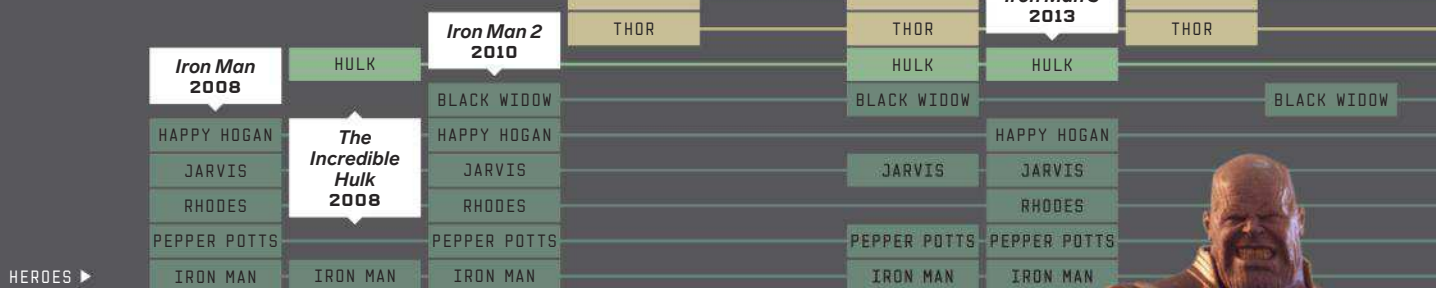 2013
Iron Man 2
2010
THOR
THOR
THOR
Iron Man
2008
HULK
HULK
HULK
BLACK WIDOW
BLACK WIDOW
BLACK WIDOW
HAPPY HOGAN
The
Incredible
Hulk
2008
HAPPY HOGAN
HAPPY HOGAN
JARVIS
JARVIS
JARVIS
JARVIS
RHODES
RHODES
RHODES
PEPPER POTTS
PEPPER POTTS
PEPPER POTTS
PEPPER POTTS
HEROES ▶
IRON MAN
IRON MAN
IRON MAN
IRON MAN
IRON MAN